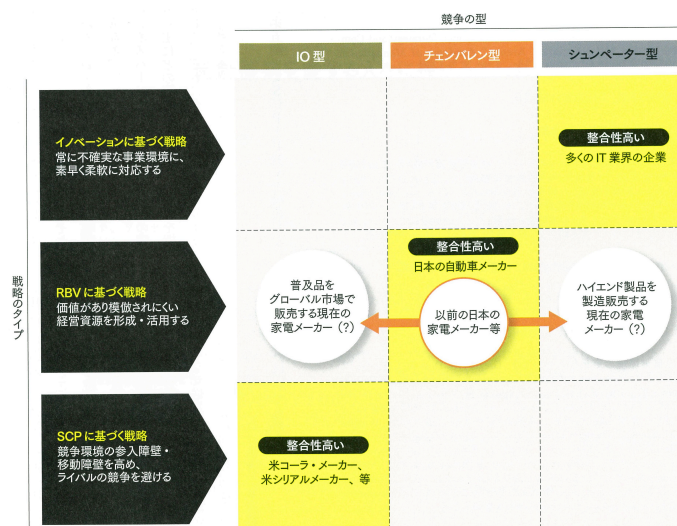 競争の型
IO型
チェンバレン型
シュンペーター型
戦略のタイプ
イノベーションに基づく戦略
常に不確実な事業環境に、
素早く柔軟に対応する
整合性高い
多くのIT業界の企業
RBVに基づく戦略
価値があり模倣されにくい
経営資源を形成・活用する
普及品を
グローバル市場で
販売する現在の
家電メーカー（?）
整合性高い
日本の自動車メーカー
以前の日本の
家電メーカー等
ハイエンド製品を
製造販売する
現在の家電
メーカー（?）
SCPに基づく戦略
競争環境の参入障壁・
移動障壁を高め、
ライバルの競争を避ける
整合性高い
米コーラ・メーカー、
米シリアルメーカー、等